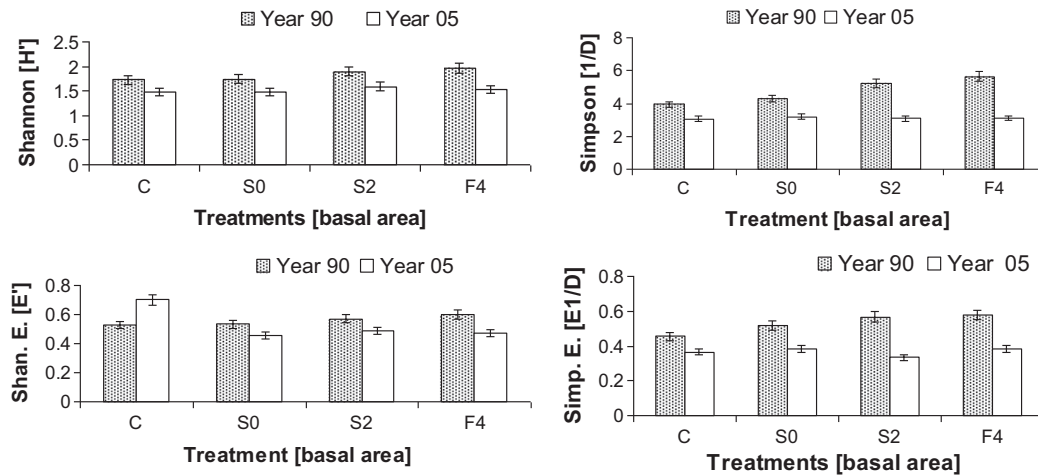 Year 90 Year 05
Shannon [H']
2.5
2
1.5
1
0.5
0
C S0 S2 F4
Treatments [basal area]
Year 90 Year 05
Simpson [1/D]
8
6
4
2
0
C S0 S2 F4
Treatment [basal area]
Year 90 Year 05
Shan. E. [E']
0.8
0.6
0.4
0.2
0
C S0 S2 F4
Treatment [basal area]
Year 90 Year 05
Simp. E. [E1/D]
0.8
0.6
0.4
0.2
0
C S0 S2 F4
Treatments [basal area]